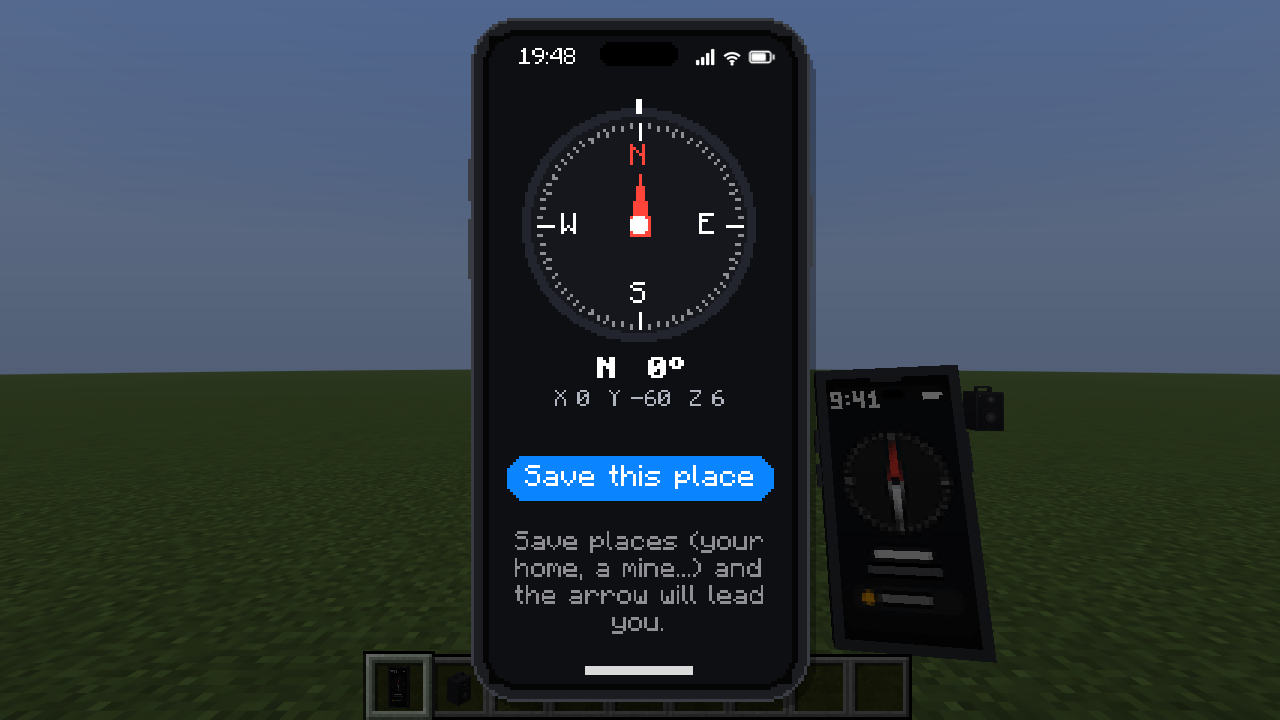 19:48
N
W E
S
N 0°
X 0 Y -60 Z 6
Save this place
Save places (your
home, a mine...) and
the arrow will lead
you.
9:41